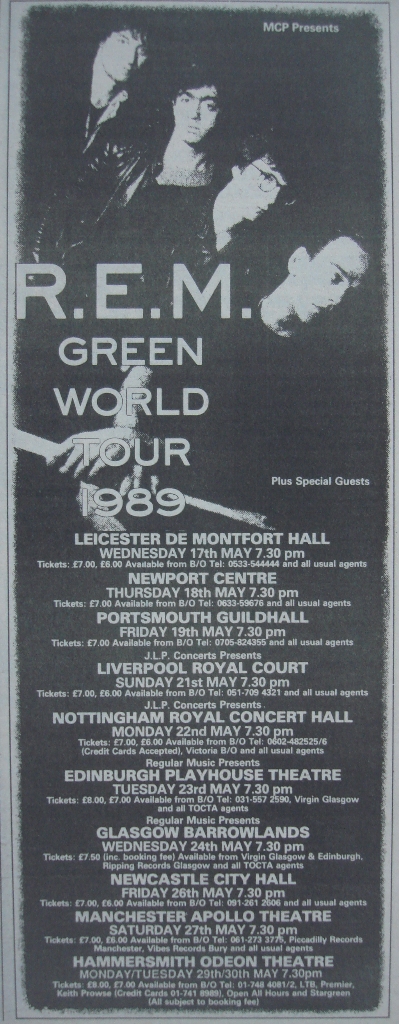 MCP Presents
R.E.M.
GREEN
WORLD
TOUR
1989
Plus Special Guests
LEICESTER DE MONTFORT HALL
WEDNESDAY 17th MAY 7.30 pm
Tickets: £7.00, £6.00 Available from B/O Tel: 0533-544444 and all usual agents
NEWPORT CENTRE
THURSDAY 18th MAY 7.30 pm
Tickets: £7.00 Available from B/O Tel: 0633-59676 and all usual agents
PORTSMOUTH GUILDHALL
FRIDAY 19th MAY 7.30 pm
Tickets: £7.00 Available from B/O Tel: 0705-824355 and all usual agents
J.L.P. Concerts Presents
LIVERPOOL ROYAL COURT
SUNDAY 21st MAY 7.30 pm
Tickets: £7.00, £6.00 Available from B/O Tel: 051-709 4321 and all usual agents
J.L.P. Concerts Presents
NOTTINGHAM ROYAL CONCERT HALL
MONDAY 22nd MAY 7.30 pm
Tickets: £7.00, £6.00 Available from B/O Tel: 0602-482525/6
(Credit Cards Accepted), Victoria B/O and all usual agents
Regular Music Presents
EDINBURGH PLAYHOUSE THEATRE
TUESDAY 23rd MAY 7.30 pm
Tickets: £8.00, £7.00 Available from B/O Tel: 031-557 2590, Virgin Glasgow
and all TOCTA agents
Regular Music Presents
GLASGOW BARROWLANDS
WEDNESDAY 24th MAY 7.30 pm
Tickets: £7.50 (inc. booking fee) Available from Virgin Glasgow & Edinburgh,
Ripping Records Glasgow and all TOCTA agents
NEWCASTLE CITY HALL
FRIDAY 26th MAY 7.30 pm
Tickets: £7.00, £6.00 Available from B/O Tel: 091-261 2606 and all usual agents
MANCHESTER APOLLO THEATRE
SATURDAY 27th MAY 7.30 pm
Tickets: £7.00, £6.00 Available from B/O Tel: 061-273 3775, Piccadilly Records
Manchester, Vibes Records Bury and all usual agents
HAMMERSMITH ODEON THEATRE
MONDAY/TUESDAY 29th/30th MAY 7.30pm
Tickets: £8.00, £7.00 Available from B/O Tel: 01-748 4081/2, LTB, Premier,
Keith Prowse (Credit Cards 01-741 8989), Open All Hours and Stargreen
(All subject to booking fee)